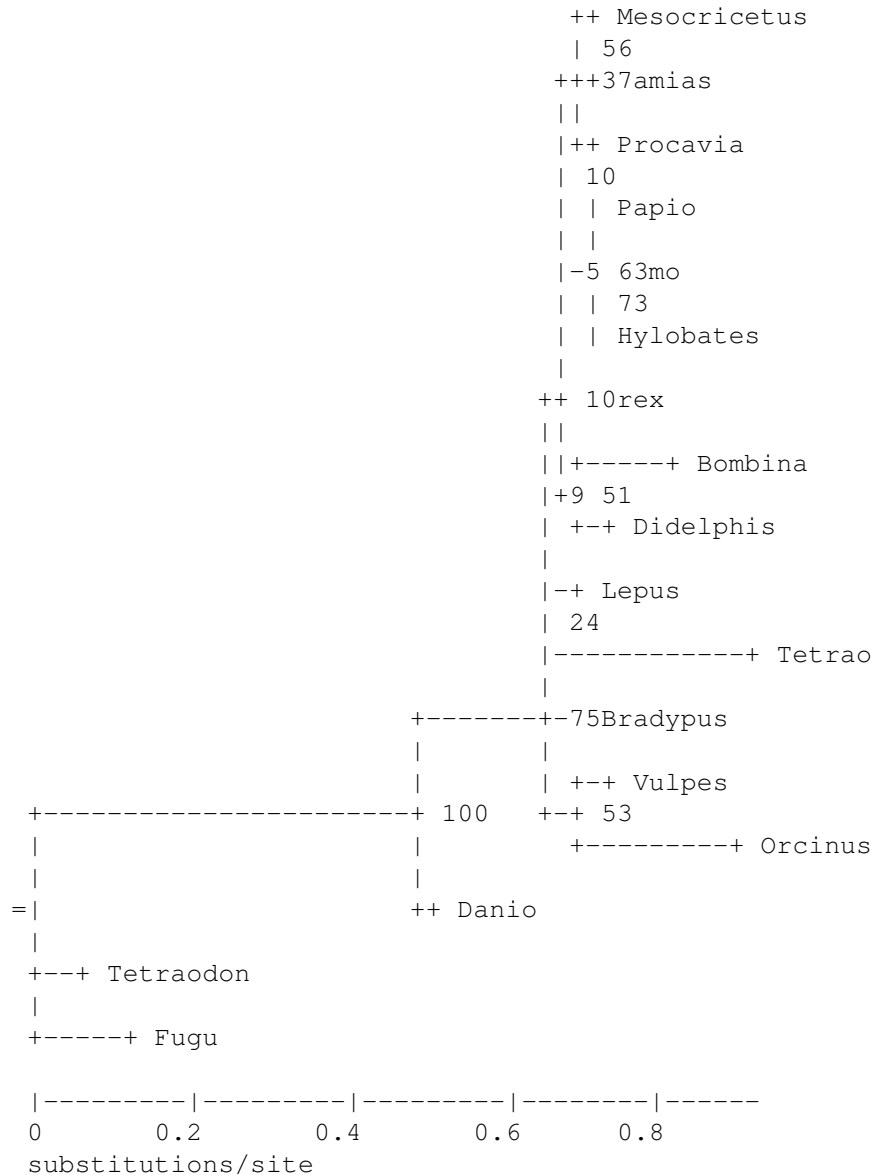 ++ Mesocricetus
                                  | 56
                                 +++37amias
                                 ||
                                 |++ Procavia
                                 | 10
                                 | | Papio
                                 | |
                                 |-5 63mo
                                 | | 73
                                 | | Hylobates
                                 |
                                ++ 10rex
                                ||
                                ||+-----+ Bombina
                                |+9 51
                                | +-+ Didelphis
                                |
                                |-+ Lepus
                                | 24
                                |------------+ Tetrao
                                |
                        +-------+-75Bradypus
                        |       |
                        |       | +-+ Vulpes
+-----------------------+ 100   +-+ 53
|                       |         +---------+ Orcinus
|                       |
=|                       ++ Danio
|
+--+ Tetraodon
|
+-----+ Fugu
|---------|---------|---------|--------|------
0 0.2 0.4 0.6 0.8
substitutions/site